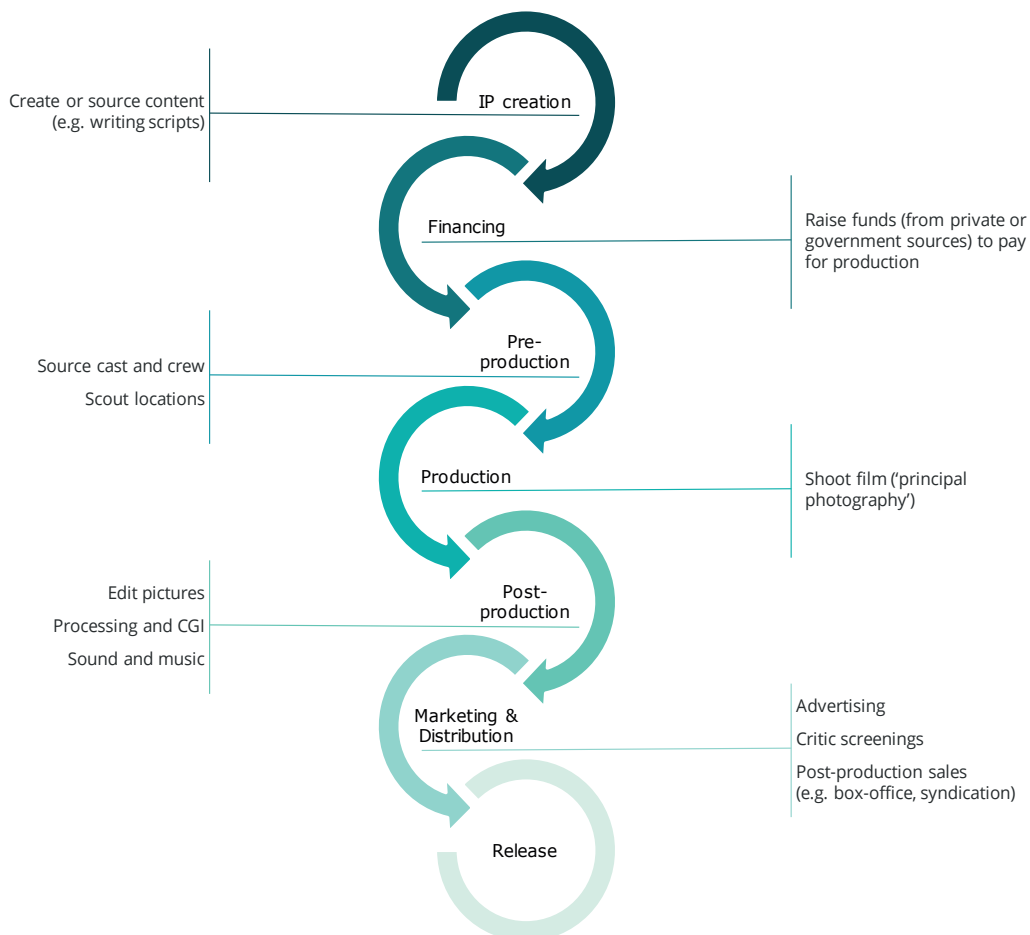 IP creation
Create or source content
(e.g. writing scripts)
Financing
Raise funds (from private or
government sources) to pay
for production
Pre-
production
Source cast and crew
Scout locations
Production
Shoot film (‘principal
photography’)
Post-
production
Edit pictures
Processing and CGI
Sound and music
Marketing &
Distribution
Advertising
Critic screenings
Post-production sales
(e.g. box-office, syndication)
Release